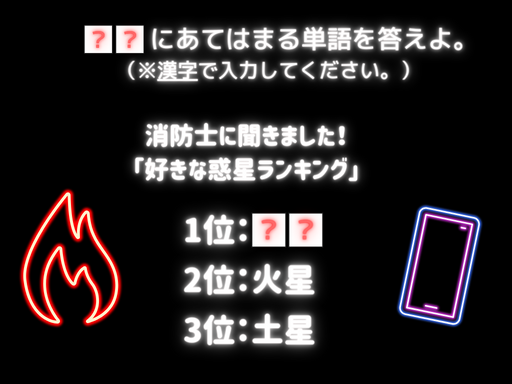 ？？にあてはまる単語を答えよ。
（※漢字で入力してください。）
消防士に聞きました！
「好きな惑星ランキング」
1位：？？
2位：火星
3位：土星